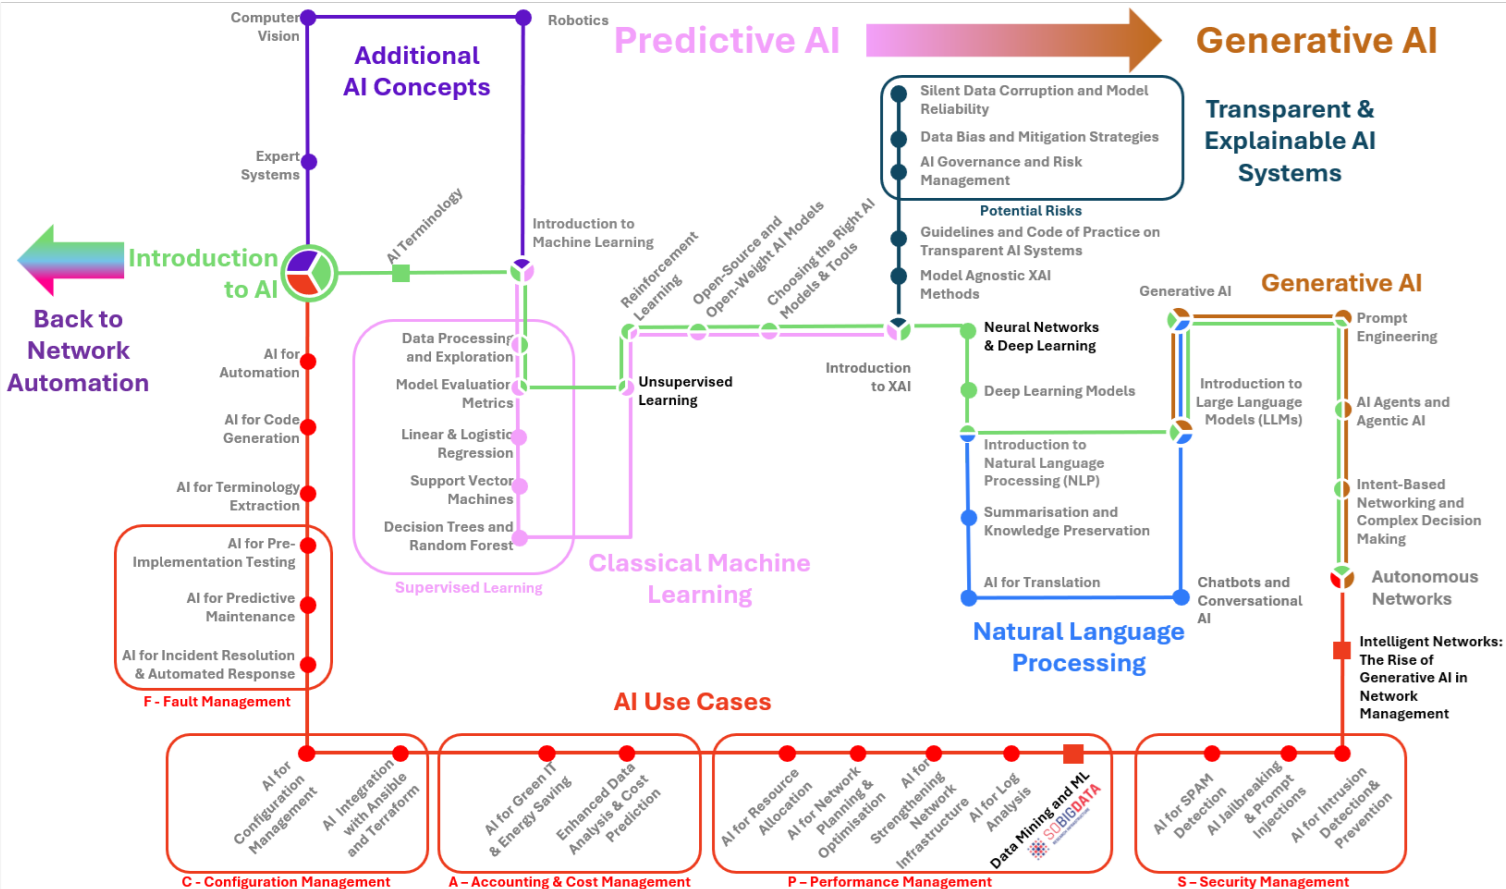 Computer
Vision
Robotics
Additional
AI Concepts
Predictive AI
Generative AI
Expert
Systems
Silent Data Corruption and Model
Reliability
Data Bias and Mitigation Strategies
AI Governance and Risk
Management
Potential Risks
Transparent &
Explainable AI
Systems
Introduction
to AI
AI Terminology
Introduction to
Machine Learning
Reinforcement
Learning
Open-Source and
Open-Weight AI Models
Choosing the Right AI
Models & Tools
Guidelines and Code of Practice on
Transparent AI Systems
Model Agnostic XAI
Methods
Back to
Network
Automation
Generative AI
Generative AI
Prompt
Engineering
Data Processing
and Exploration
Model Evaluation
Metrics
Linear & Logistic
Regression
Support Vector
Machines
Decision Trees and
Random Forest
Supervised Learning
Unsupervised
Learning
Classical Machine
Learning
Introduction
to XAI
Neural Networks
& Deep Learning
Deep Learning Models
Introduction to
Natural Language
Processing (NLP)
Summarisation and
Knowledge Preservation
AI for Translation
Introduction to
Large Language
Models (LLMs)
Chatbots and
Conversational
AI
Natural Language
Processing
AI Agents and
Agentic AI
Intent-Based
Networking and
Complex Decision
Making
Autonomous
Networks
Intelligent Networks:
The Rise of
Generative AI in
Network
Management
AI for
Automation
AI for Code
Generation
AI for Terminology
Extraction
AI for Pre-
Implementation Testing
AI for Predictive
Maintenance
AI for Incident Resolution
& Automated Response
F - Fault Management
AI Use Cases
AI for
Configuration
Management
AI Integration
with Ansible
and Terraform
C - Configuration Management
AI for Green IT
& Energy Saving
Enhanced Data
Analysis & Cost
Prediction
A – Accounting & Cost Management
AI for Resource
Allocation
AI for Network
Planning &
Optimisation
AI for
Strengthening
Network
Infrastructure
AI for Log
Analysis
Data Mining and ML
SOBIGDATA
P – Performance Management
AI for SPAM
Detection
AI Jailbreaking
& Prompt
Injections
AI for Intrusion
Detection&
Prevention
S – Security Management